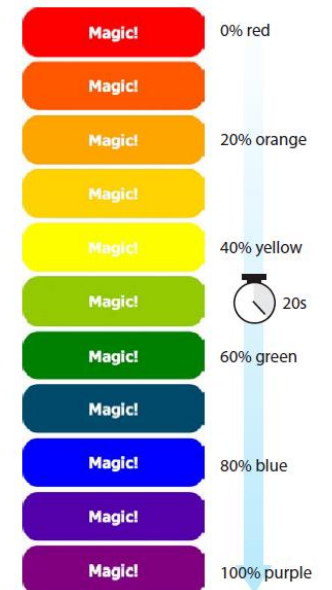 Magic!
0% red
Magic!
Magic!
20% orange
Magic!
Magic!
40% yellow
Magic!
20s
Magic!
60% green
Magic!
Magic!
80% blue
Magic!
Magic!
100% purple